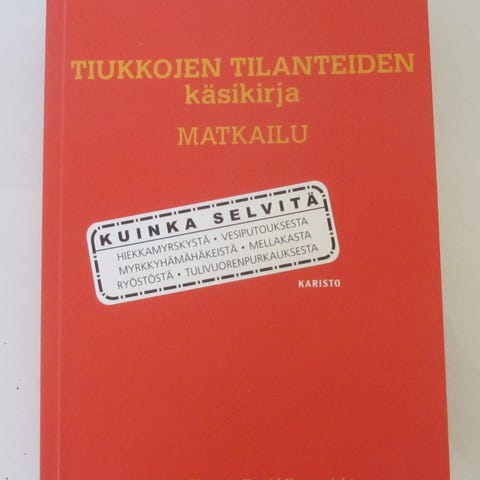 TIUKKOJEN TILANTEIDEN
käsikirja
MATKAILU
KUINKA SELVITÄ
HIEKKAMYRSKYSTÄ • VESIPUTOUKSESTA
MYRKKYHÄMÄHÄKEISTÄ • MELLAKASTA
RYÖSTÖSTÄ • TULIVUORENPURKAUKSESTA
KARISTO